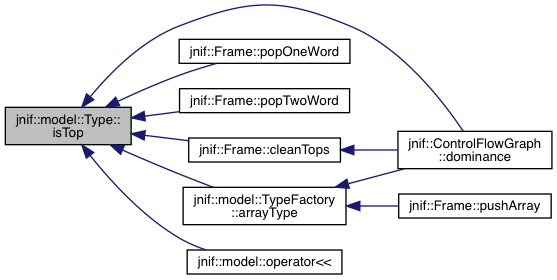 jnif::model::Type::
isTop
jnif::Frame::popOneWord
jnif::Frame::popTwoWord
jnif::Frame::cleanTops
jnif::model::TypeFactory
::arrayType
jnif::model::operator<<
jnif::ControlFlowGraph
::dominance
jnif::Frame::pushArray